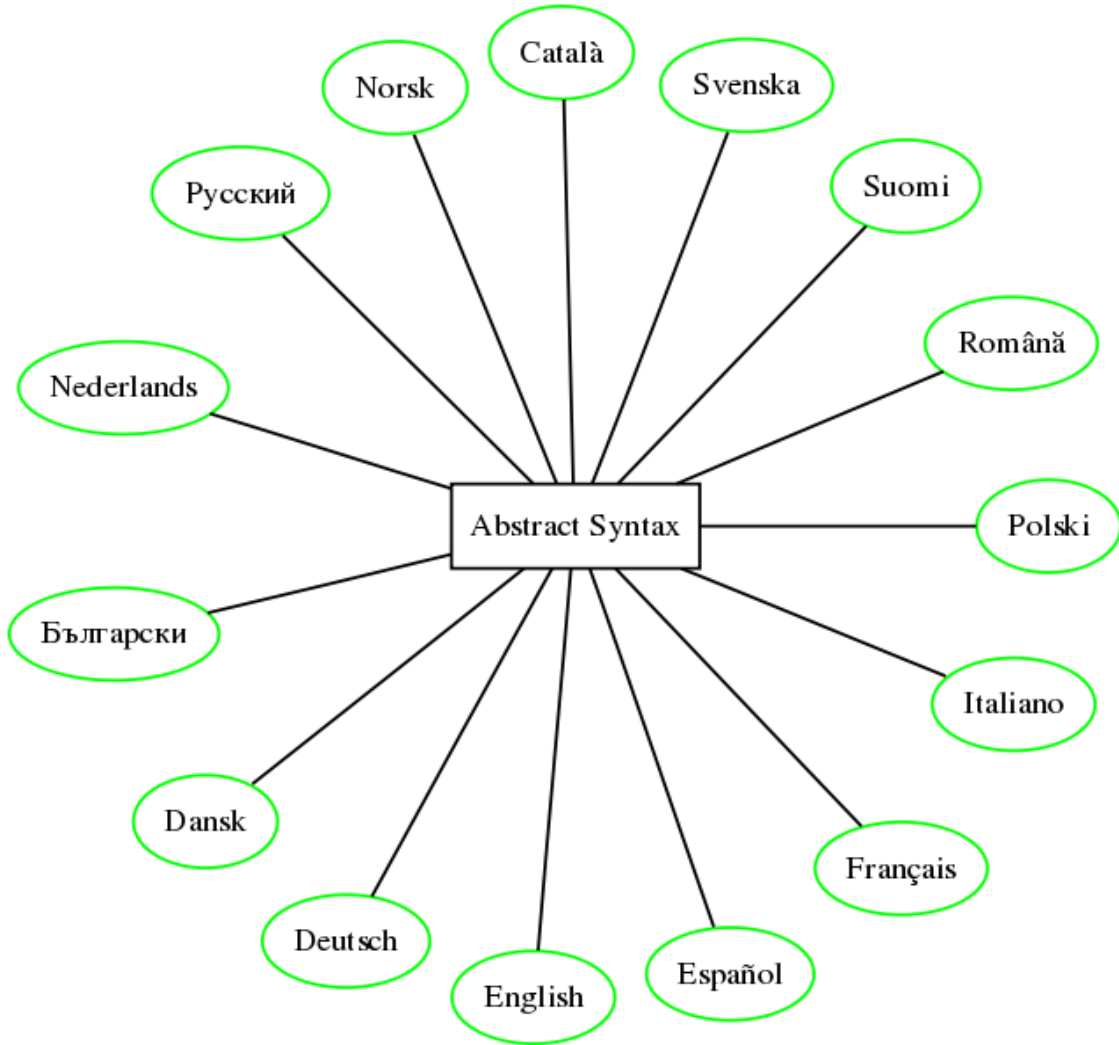 Català
Svenska
Norsk
Suomi
Русский
Română
Nederlands
Abstract Syntax
Polski
Български
Italiano
Dansk
Français
Deutsch
Español
English